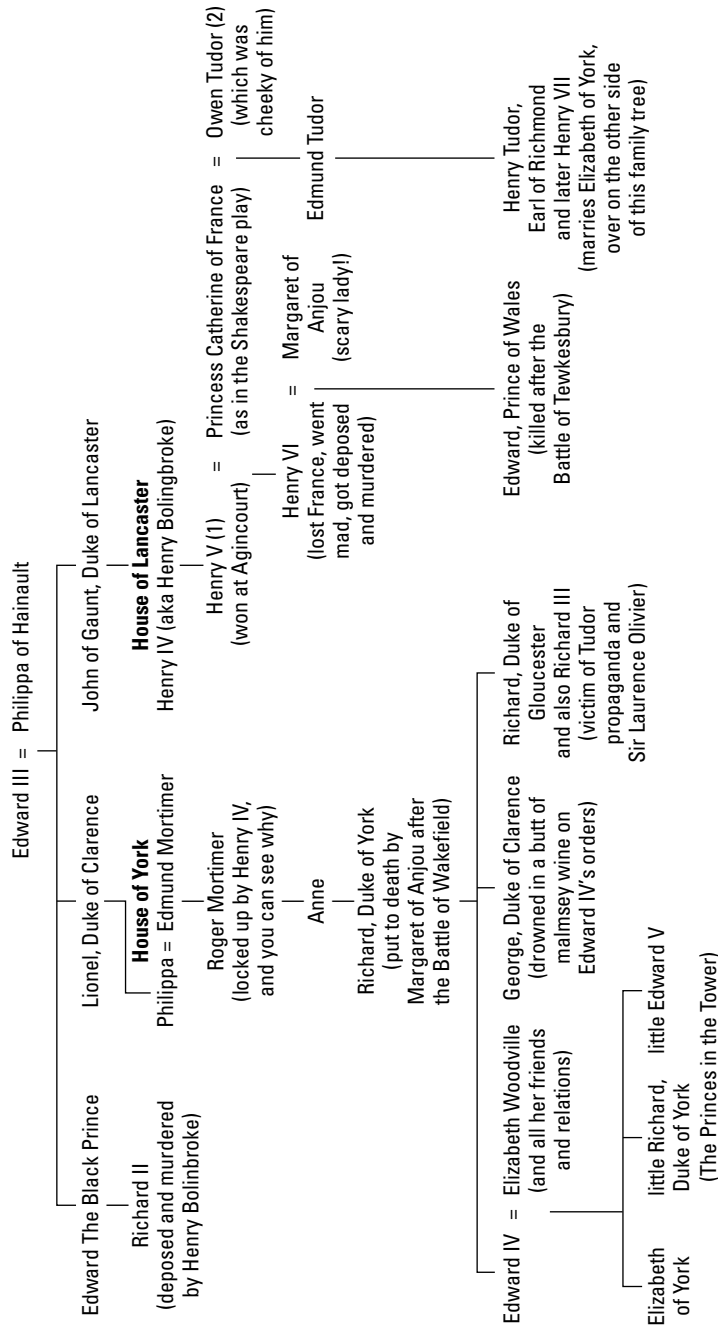 Edward III = Philippa of Hainault
Edward The Black Prince
Lionel, Duke of Clarence
John of Gaunt, Duke of Lancaster
Richard II
(deposed and murdered
by Henry Bolinbroke)
House of York
Philippa = Edmund Mortimer
House of Lancaster
Henry IV (aka Henry Bolingbroke)
Roger Mortimer
(locked up by Henry IV,
and you can see why)
Henry V (1)
(won at Agincourt)
=
Princess Catherine of France
(as in the Shakespeare play)
=
Owen Tudor (2)
(which was
cheeky of him)
Anne
Henry VI
(lost France, went
mad, got deposed
and murdered)
=
Margaret of
Anjou
(scary lady!)
Edmund Tudor
Richard, Duke of York
(put to death by
Margaret of Anjou after
the Battle of Wakefield)
Edward IV = Elizabeth Woodville
(and all her friends
and relations)
George, Duke of Clarence
(drowned in a butt of
malmsey wine on
Edward IV's orders)
Richard, Duke of
Gloucester
and also Richard III
(victim of Tudor
propaganda and
Sir Laurence Olivier)
Edward, Prince of Wales
(killed after the
Battle of Tewkesbury)
Henry Tudor,
Earl of Richmond
and later Henry VII
(marries Elizabeth of York,
over on the other side
of this family tree)
Elizabeth
of York
little Richard,
Duke of York
little Edward V
(The Princes in the Tower)